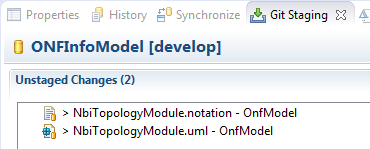 Properties History Synchronize Git Staging
ONFInfoModel [develop]
Unstaged Changes (2)
> NbiTopologyModule.notation - OnfModel
> NbiTopologyModule.uml - OnfModel